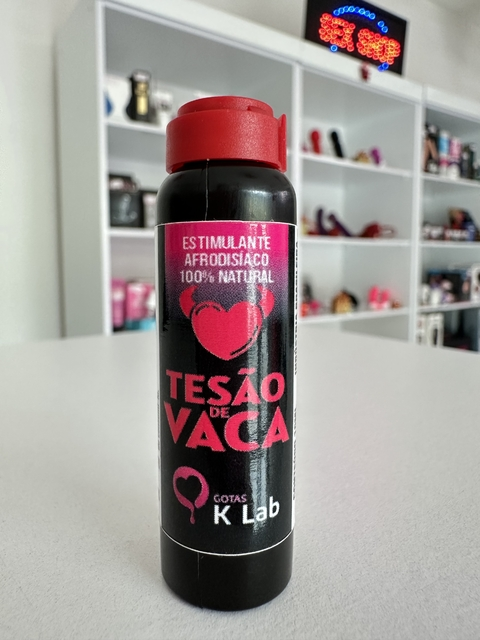 SEX SHOP
ESTIMULANTE
AFRODISÍACO
100% NATURAL
TESÃO
DE
VACA
GOTAS
K Lab